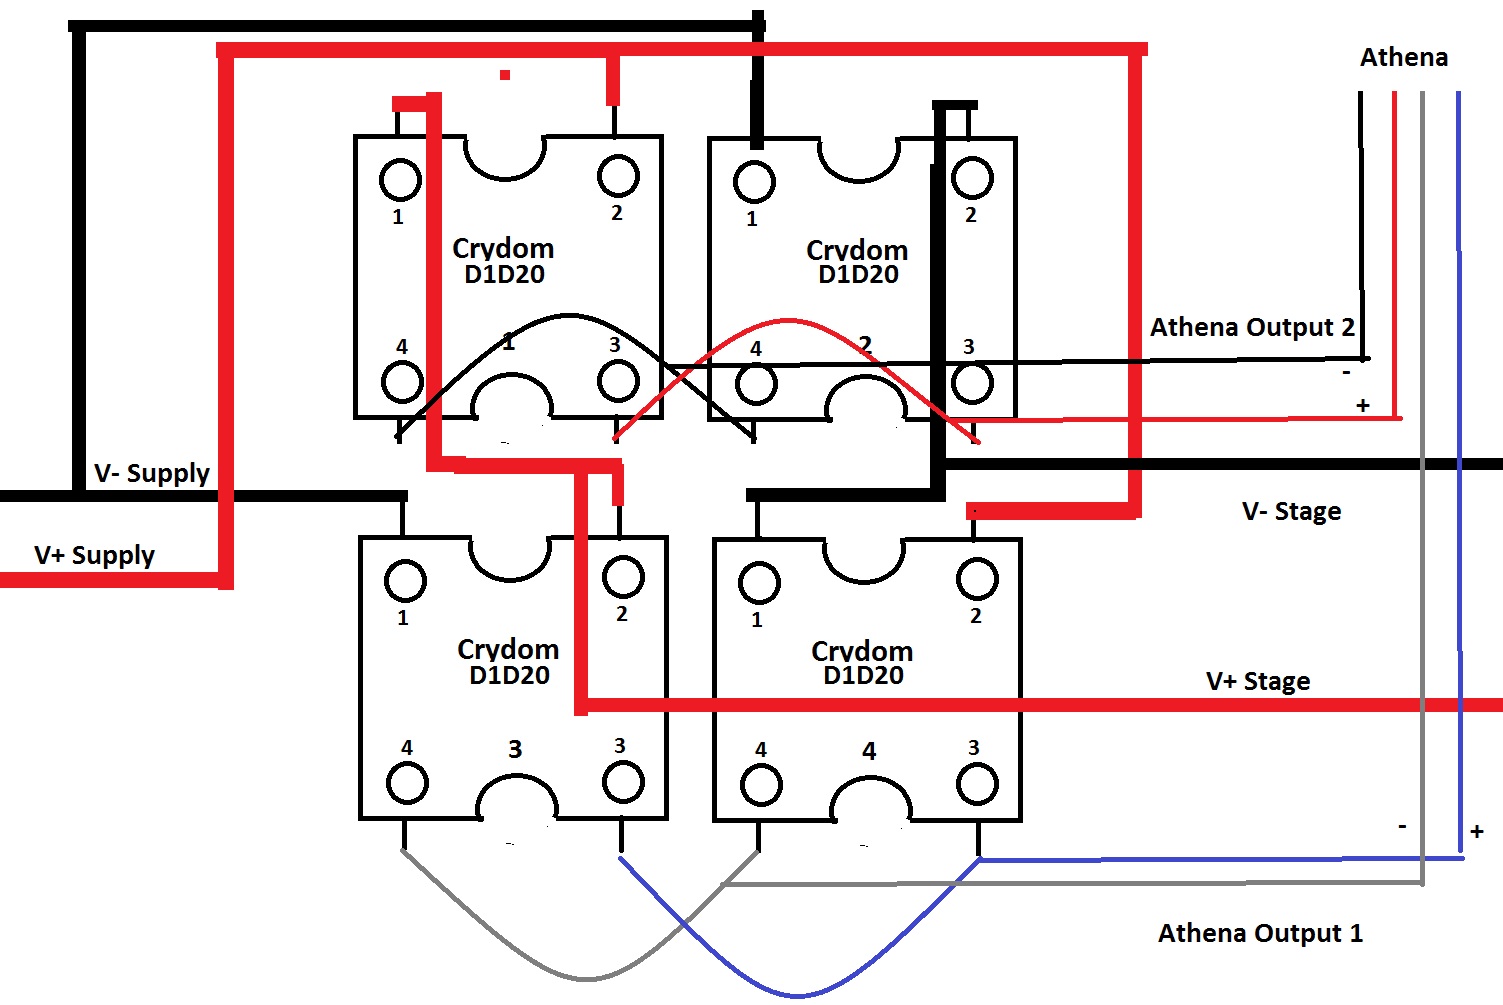 Athena
1
2
1
2
Crydom
D1D20
Crydom
D1D20
Athena Output 2
-
+
4
1
3
4
2
3
V- Supply
V+ Supply
V- Stage
1
2
1
2
Crydom
D1D20
Crydom
D1D20
V+ Stage
4
3
3
4
4
3
-
+
Athena Output 1